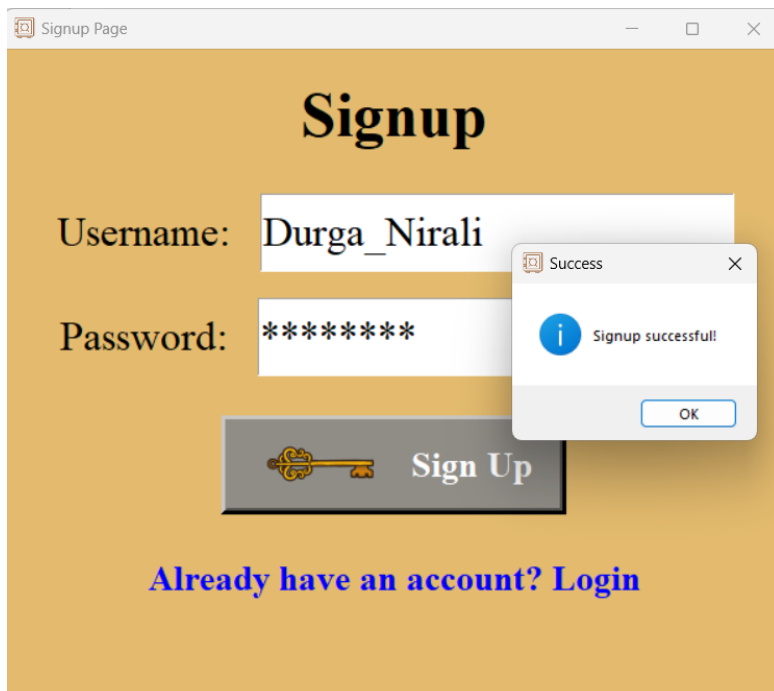 Signup Page
Signup
Username: Durga_Nirali
Success
Signup successful!
OK
Password: ********
Sign Up
Already have an account? Login